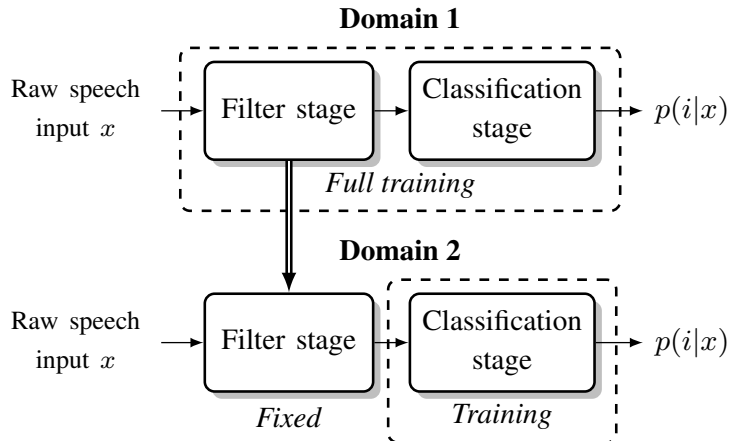 Domain 1
Raw speech
input x
Filter stage
Classification
stage
p(i|x)
Full training
Domain 2
Raw speech
input x
Filter stage
Classification
stage
p(i|x)
Fixed
Training